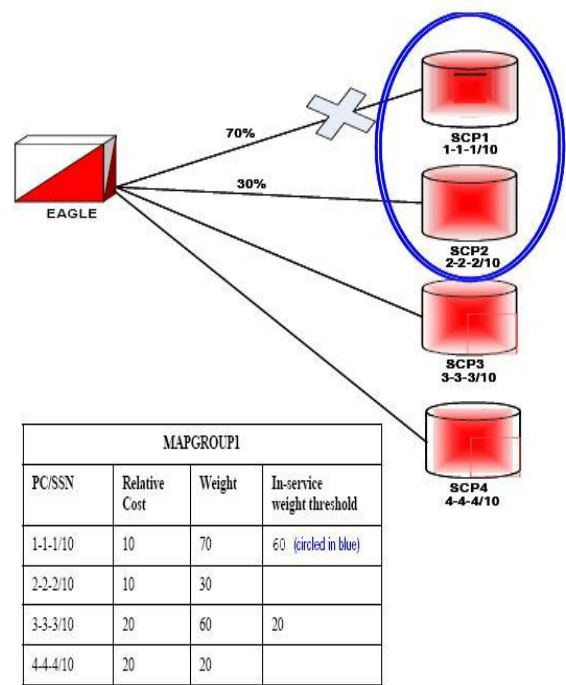 70%
SCP1
1-1-1/10
30%
EAGLE
SCP2
2-2-2/10
SCP3
3-3-3/10
SCP4
4-4-4/10
MAPGROUP1
PC/SSN Relative Cost Weight In-service weight threshold
1-1-1/10 10 70 60 (circled in blue)
2-2-2/10 10 30
3-3-3/10 20 60 20
4-4-4/10 20 20